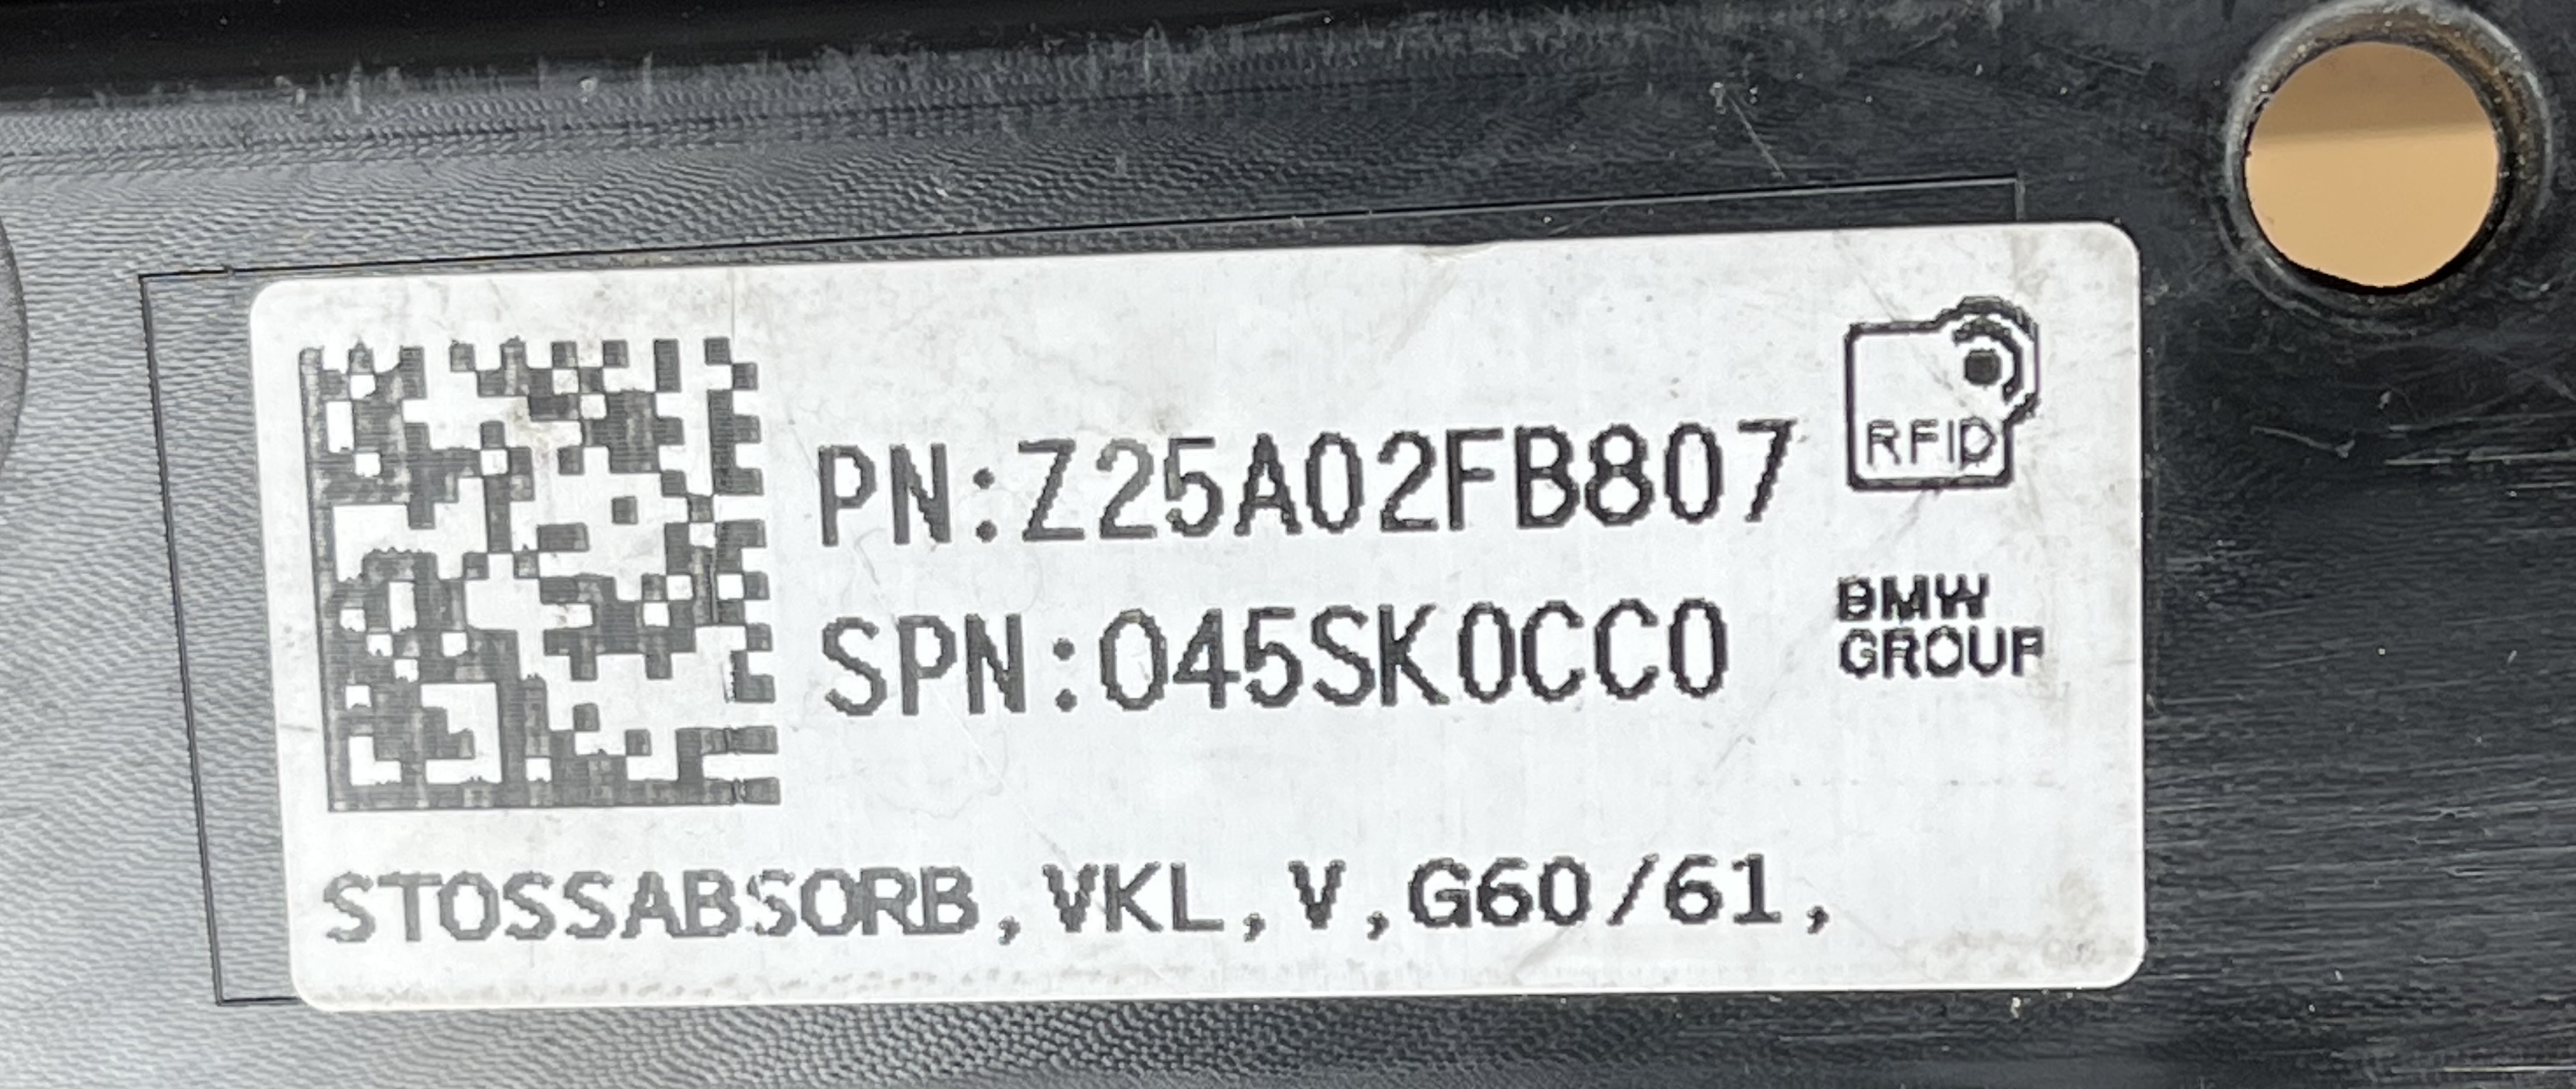 PN:Z25A02FB807
RFID
SPN:045SK0CC0
BMW
GROUP
STOSSABSORB,VKL,V,G60/61,